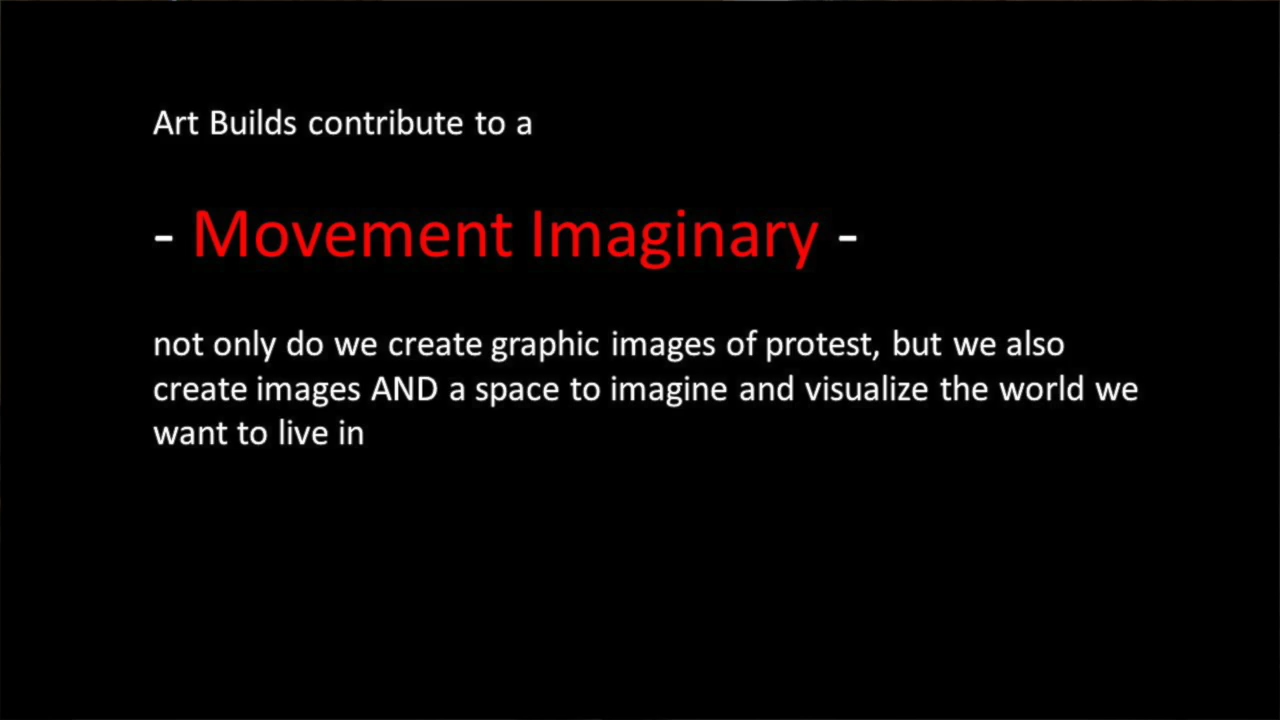 Art Builds contribute to a
- Movement Imaginary -
not only do we create graphic images of protest, but we also
create images AND a space to imagine and visualize the world we
want to live in